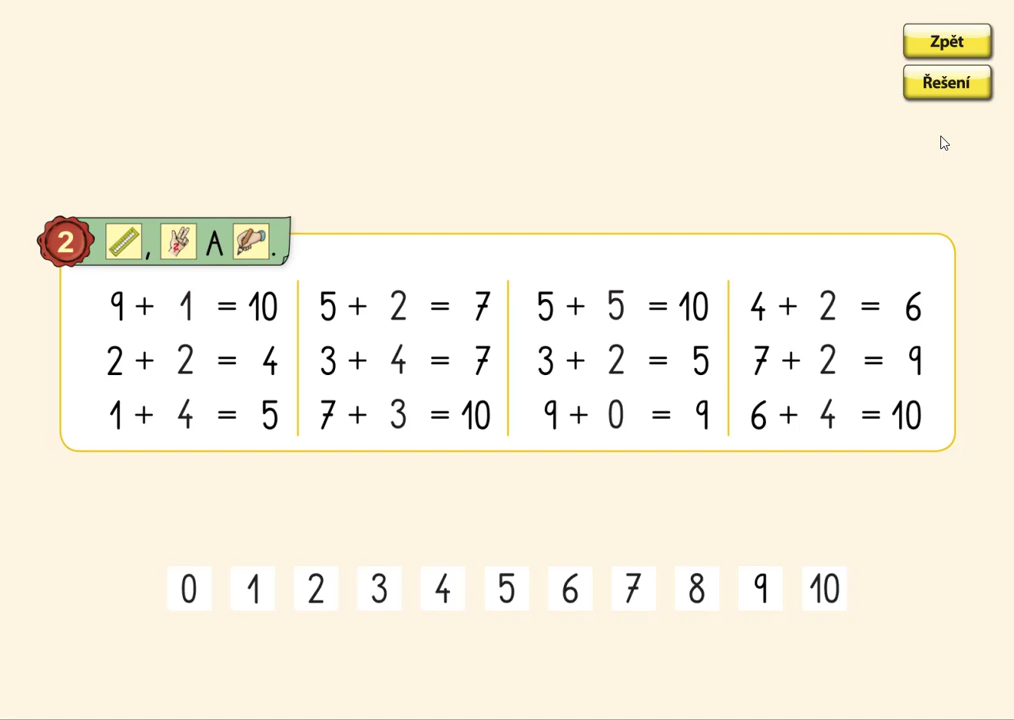 Zpět
Řešení
2 , A .
9 + 1 = 10 5 + 2 = 7 5 + 5 = 10 4 + 2 = 6
2 + 2 = 4 3 + 4 = 7 3 + 2 = 5 7 + 2 = 9
1 + 4 = 5 7 + 3 = 10 9 + 0 = 9 6 + 4 = 10
0 1 2 3 4 5 6 7 8 9 10